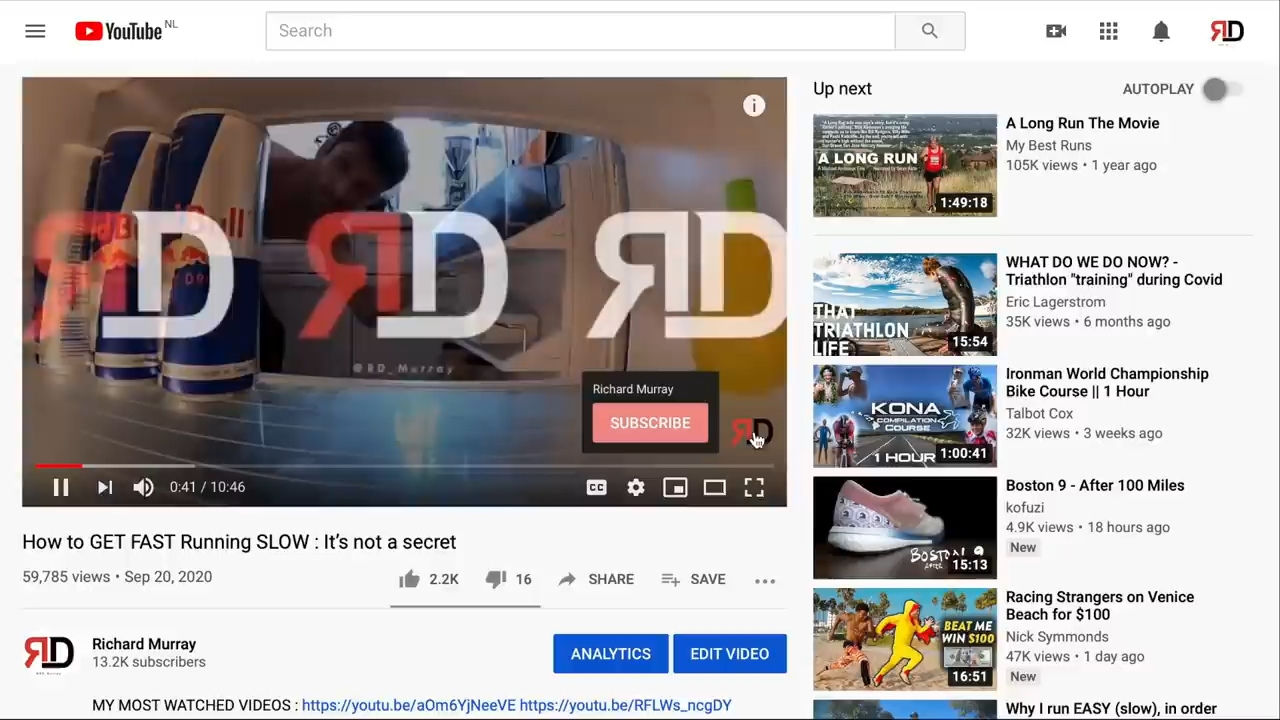 YouTube NL
Search
@RD_Murray
Richard Murray
SUBSCRIBE
0:41 / 10:46
CC
How to GET FAST Running SLOW : It's not a secret
59,785 views • Sep 20, 2020
2.2K
16
SHARE
SAVE
Richard Murray
13.2K subscribers
ANALYTICS
EDIT VIDEO
MY MOST WATCHED VIDEOS : https://youtu.be/aOm6YjNeeVE https://youtu.be/RFLWs_ncgDY
Up next
AUTOPLAY
A LONG RUN
1:49:18
A Long Run The Movie
My Best Runs
105K views • 1 year ago
THAT
TRIATHLON
LIFE
15:54
WHAT DO WE DO NOW? -
Triathlon "training" during Covid
Eric Lagerstrom
35K views • 6 months ago
KONA
COMPILATION
COURSE
1 HOUR
1:00:41
Ironman World Championship
Bike Course || 1 Hour
Talbot Cox
32K views • 3 weeks ago
BOSTON 9
15:13
Boston 9 - After 100 Miles
kofuzi
4.9K views • 18 hours ago
New
BEAT ME
WIN $100
16:51
Racing Strangers on Venice
Beach for $100
Nick Symmonds
47K views • 1 day ago
New
Why I run EASY (slow), in order